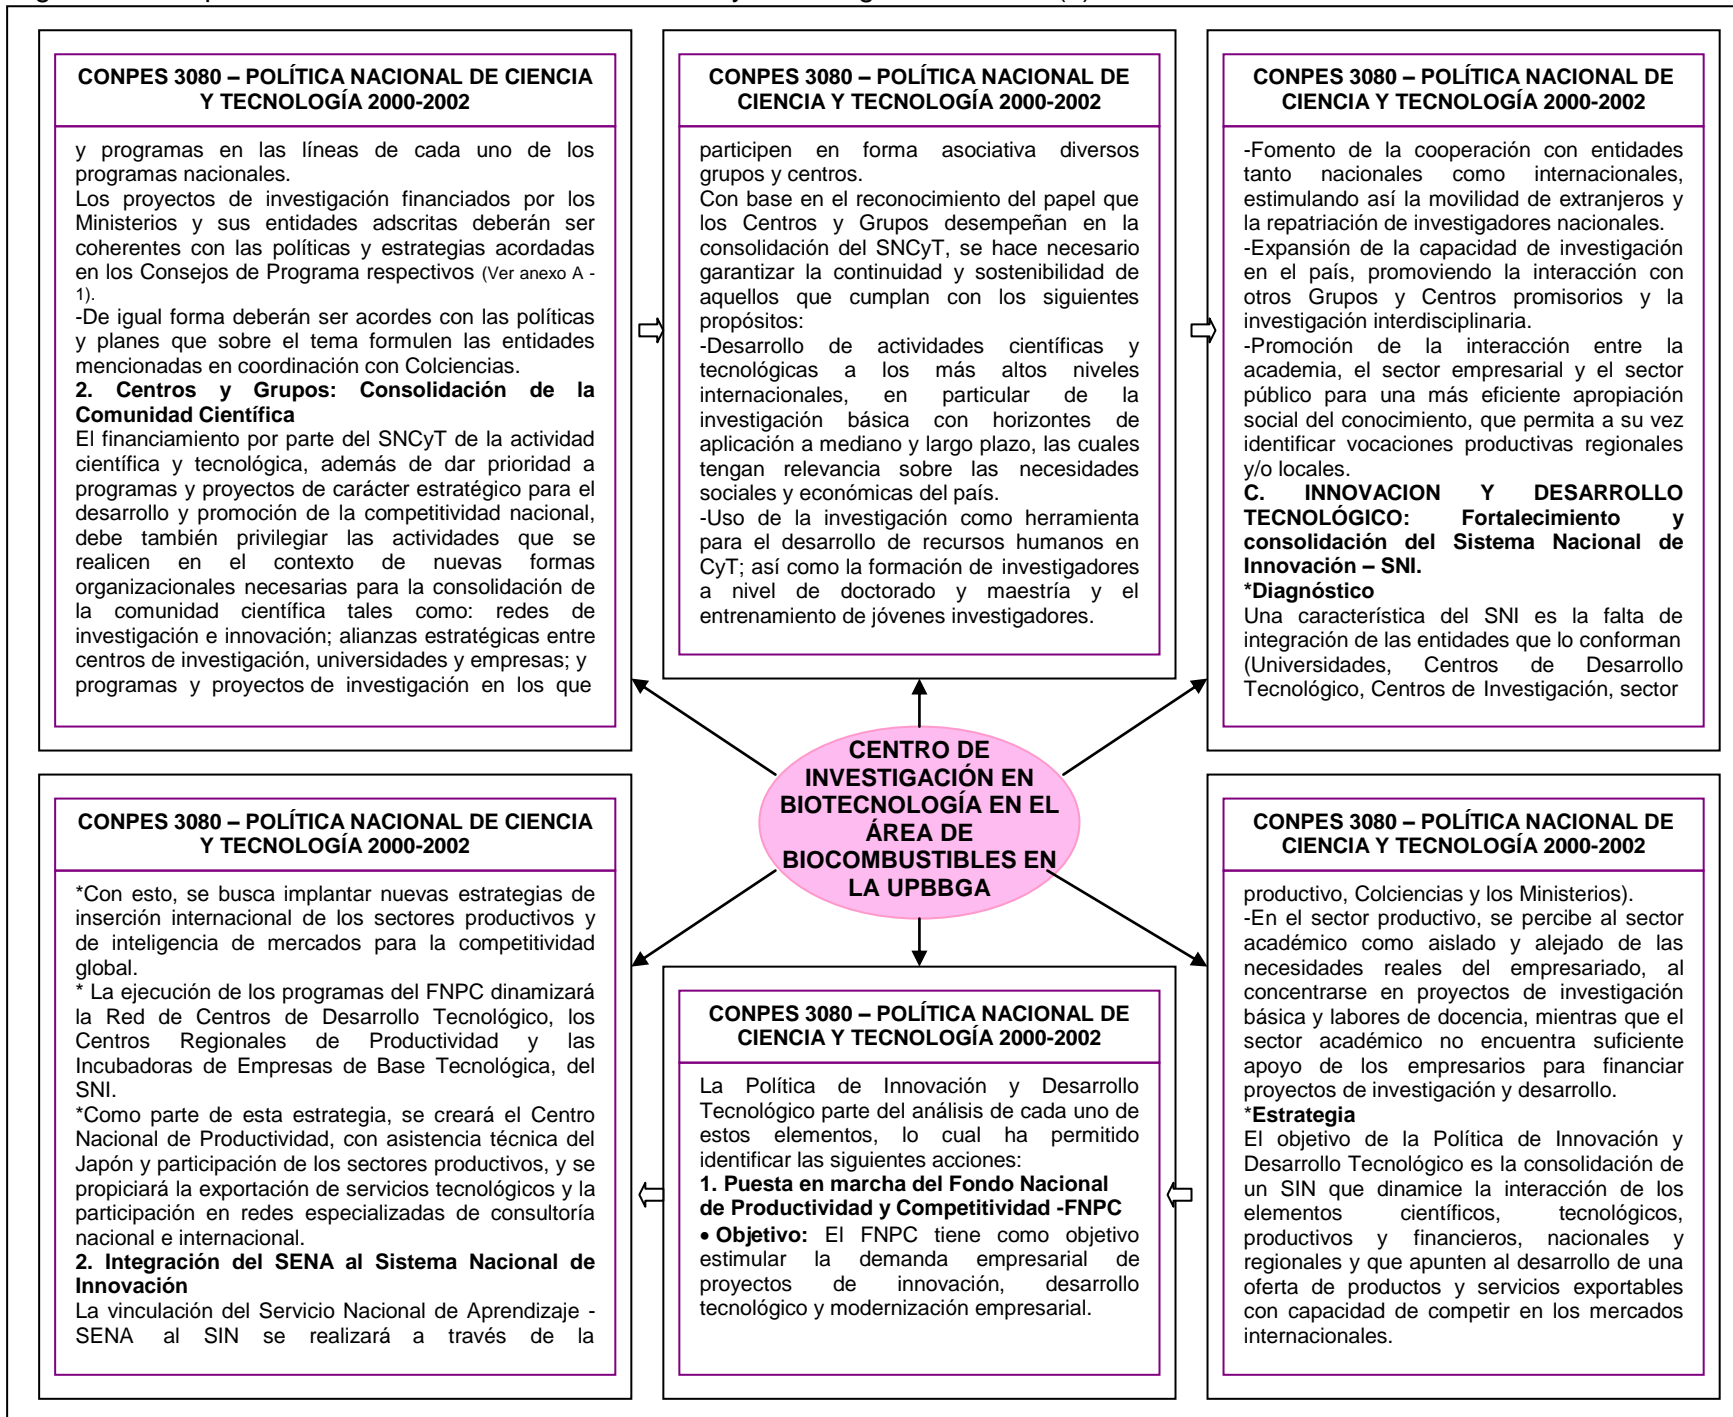 CONPES 3080 – POLÍTICA NACIONAL DE CIENCIA
Y TECNOLOGÍA 2000-2002
y programas en las líneas de cada uno de los
programas nacionales.
Los proyectos de investigación financiados por los
Ministerios y sus entidades adscritas deberán ser
coherentes con las políticas y estrategias acordadas
en los Consejos de Programa respectivos (Ver anexo A -
1).
-De igual forma deberán ser acordes con las políticas
y planes que sobre el tema formulen las entidades
mencionadas en coordinación con Colciencias.
2. Centros y Grupos: Consolidación de la
Comunidad Científica
El financiamiento por parte del SNCyT de la actividad
científica y tecnológica, además de dar prioridad a
programas y proyectos de carácter estratégico para el
desarrollo y promoción de la competitividad nacional,
debe también privilegiar las actividades que se
realicen en el contexto de nuevas formas
organizacionales necesarias para la consolidación de
la comunidad científica tales como: redes de
investigación e innovación; alianzas estratégicas entre
centros de investigación, universidades y empresas; y
programas y proyectos de investigación en los que
CONPES 3080 – POLÍTICA NACIONAL DE
CIENCIA Y TECNOLOGÍA 2000-2002
participen en forma asociativa diversos
grupos y centros.
Con base en el reconocimiento del papel que
los Centros y Grupos desempeñan en la
consolidación del SNCyT, se hace necesario
garantizar la continuidad y sostenibilidad de
aquellos que cumplan con los siguientes
propósitos:
-Desarrollo de actividades científicas y
tecnológicas a los más altos niveles
internacionales, en particular de la
investigación básica con horizontes de
aplicación a mediano y largo plazo, las cuales
tengan relevancia sobre las necesidades
sociales y económicas del país.
-Uso de la investigación como herramienta
para el desarrollo de recursos humanos en
CyT; así como la formación de investigadores
a nivel de doctorado y maestría y el
entrenamiento de jóvenes investigadores.
CONPES 3080 – POLÍTICA NACIONAL DE
CIENCIA Y TECNOLOGÍA 2000-2002
-Fomento de la cooperación con entidades
tanto nacionales como internacionales,
estimulando así la movilidad de extranjeros y
la repatriación de investigadores nacionales.
-Expansión de la capacidad de investigación
en el país, promoviendo la interacción con
otros Grupos y Centros promisorios y la
investigación interdisciplinaria.
-Promoción de la interacción entre la
academia, el sector empresarial y el sector
público para una más eficiente apropiación
social del conocimiento, que permita a su vez
identificar vocaciones productivas regionales
y/o locales.
C. INNOVACION Y DESARROLLO
TECNOLÓGICO: Fortalecimiento y
consolidación del Sistema Nacional de
Innovación – SNI.
*Diagnóstico
Una característica del SNI es la falta de
integración de las entidades que lo conforman
(Universidades, Centros de Desarrollo
Tecnológico, Centros de Investigación, sector
CENTRO DE
INVESTIGACIÓN EN
BIOTECNOLOGÍA EN EL
ÁREA DE
BIOCOMBUSTIBLES EN
LA UPBBGA
CONPES 3080 – POLÍTICA NACIONAL DE CIENCIA
Y TECNOLOGÍA 2000-2002
*Con esto, se busca implantar nuevas estrategias de
inserción internacional de los sectores productivos y
de inteligencia de mercados para la competitividad
global.
* La ejecución de los programas del FNPC dinamizará
la Red de Centros de Desarrollo Tecnológico, los
Centros Regionales de Productividad y las
Incubadoras de Empresas de Base Tecnológica, del
SNI.
*Como parte de esta estrategia, se creará el Centro
Nacional de Productividad, con asistencia técnica del
Japón y participación de los sectores productivos, y se
propiciará la exportación de servicios tecnológicos y la
participación en redes especializadas de consultoría
nacional e internacional.
2. Integración del SENA al Sistema Nacional de
Innovación
La vinculación del Servicio Nacional de Aprendizaje -
SENA al SIN se realizará a través de la
CONPES 3080 – POLÍTICA NACIONAL DE
CIENCIA Y TECNOLOGÍA 2000-2002
La Política de Innovación y Desarrollo
Tecnológico parte del análisis de cada uno de
estos elementos, lo cual ha permitido
identificar las siguientes acciones:
1. Puesta en marcha del Fondo Nacional
de Productividad y Competitividad -FNPC
• Objetivo: El FNPC tiene como objetivo
estimular la demanda empresarial de
proyectos de innovación, desarrollo
tecnológico y modernización empresarial.
CONPES 3080 – POLÍTICA NACIONAL DE
CIENCIA Y TECNOLOGÍA 2000-2002
productivo, Colciencias y los Ministerios).
-En el sector productivo, se percibe al sector
académico como aislado y alejado de las
necesidades reales del empresariado, al
concentrarse en proyectos de investigación
básica y labores de docencia, mientras que el
sector académico no encuentra suficiente
apoyo de los empresarios para financiar
proyectos de investigación y desarrollo.
*Estrategia
El objetivo de la Política de Innovación y
Desarrollo Tecnológico es la consolidación de
un SIN que dinamice la interacción de los
elementos científicos, tecnológicos,
productivos y financieros, nacionales y
regionales y que apunten al desarrollo de una
oferta de productos y servicios exportables
con capacidad de competir en los mercados
internacionales.